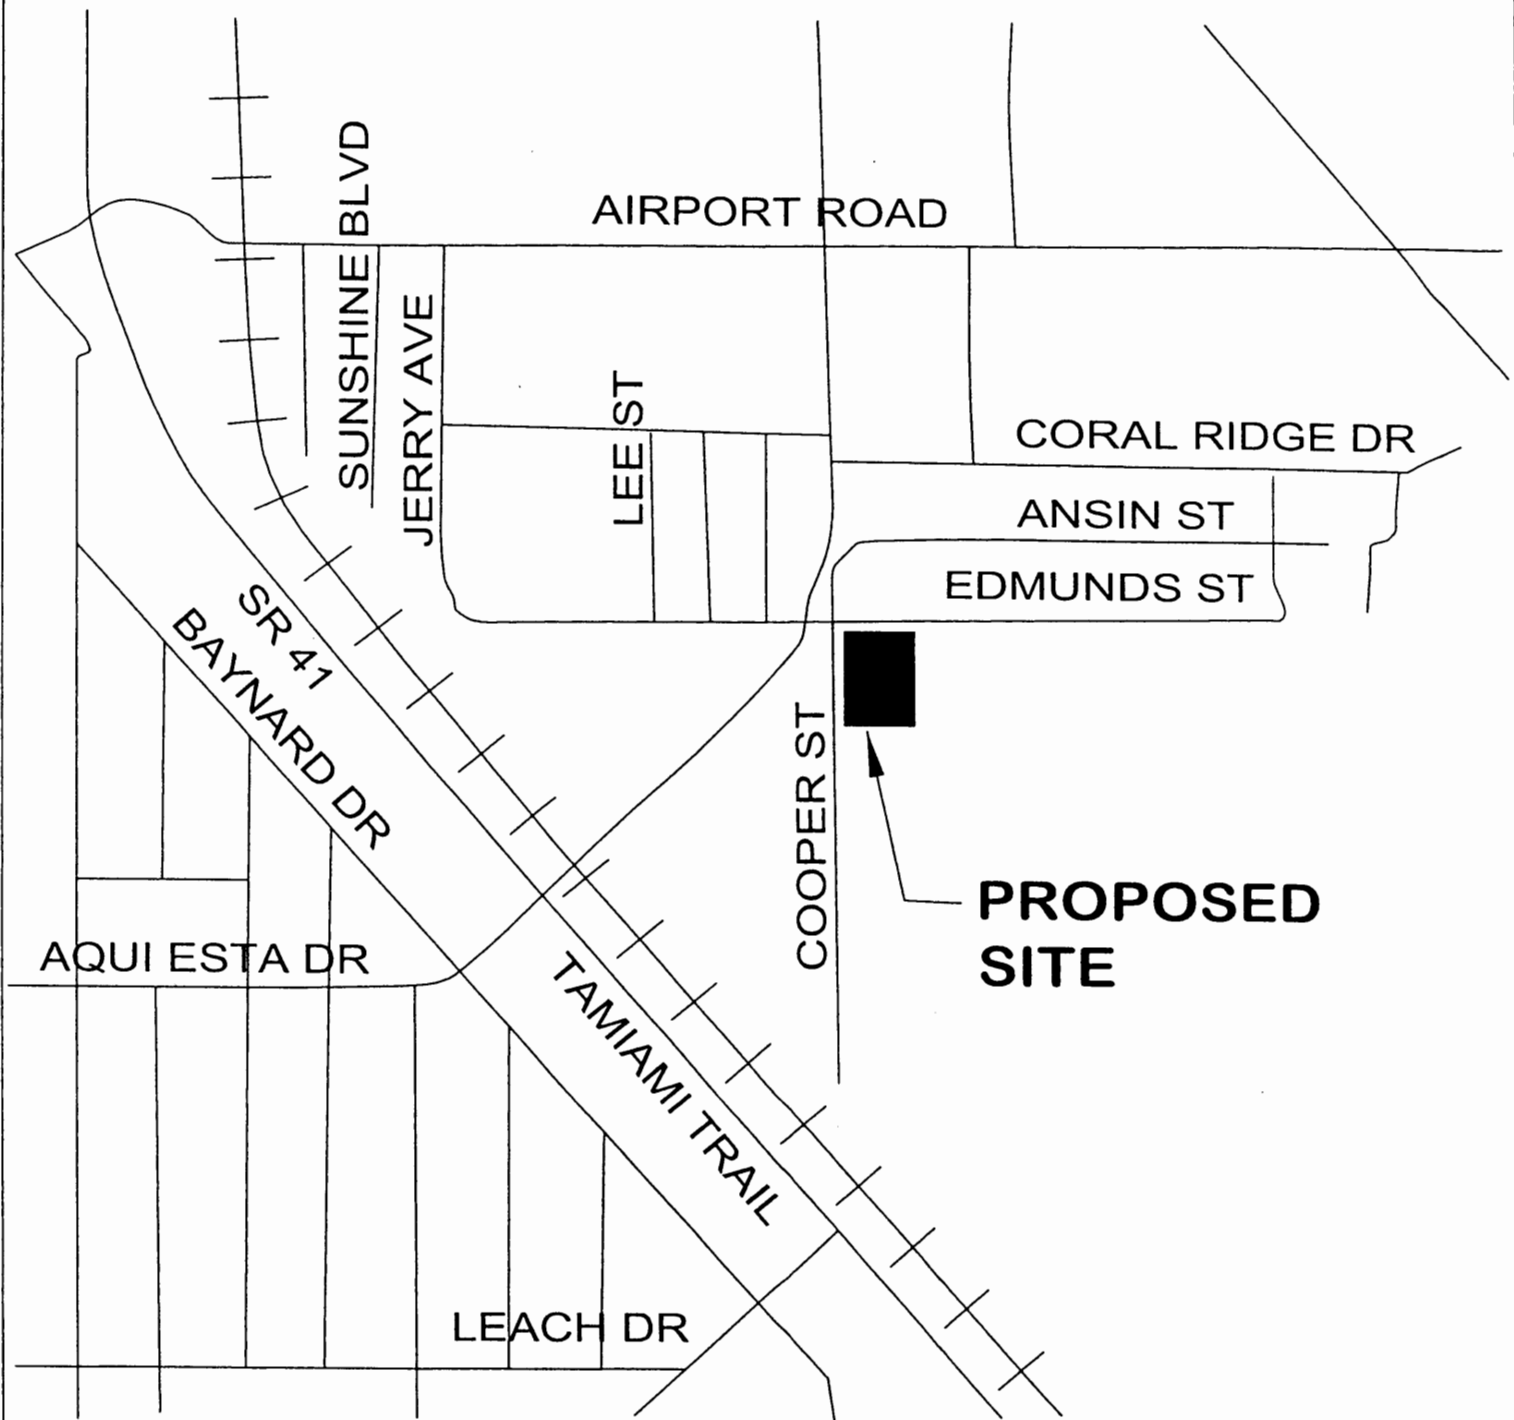 SUNSHINE BLVD
AIRPORT ROAD
JERRY AVE
LEE ST
CORAL RIDGE DR
ANSIN ST
EDMUNDS ST
SR 41
BAYNARD DR
COOPER ST
PROPOSED
SITE
AQUI ESTA DR
TAMIAMI TRAIL
LEACH DR